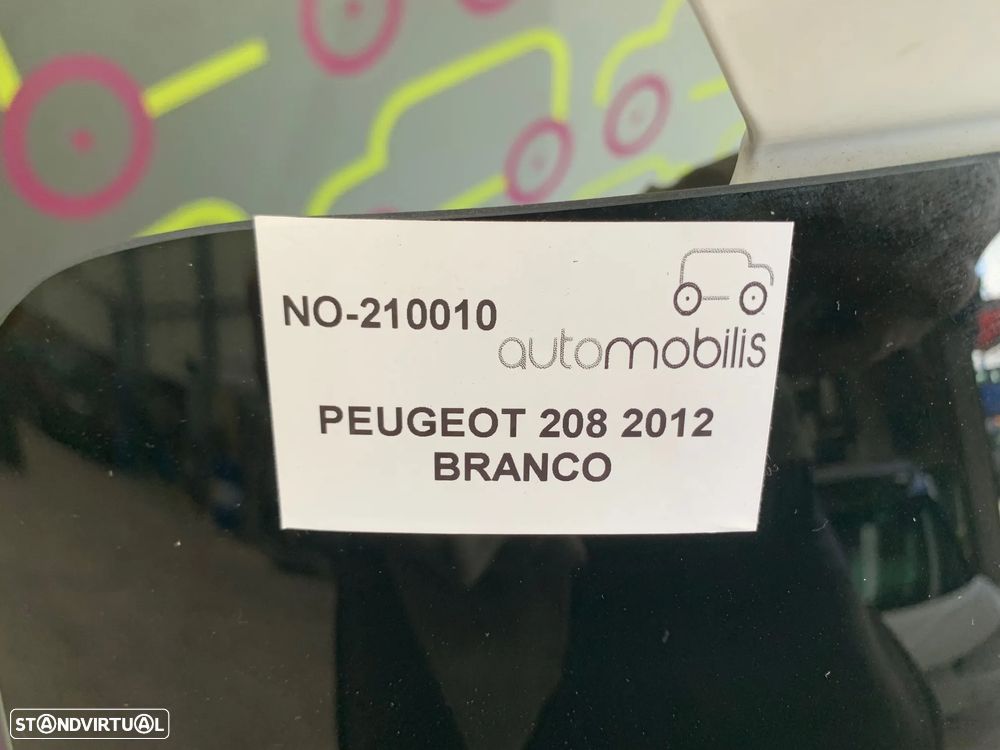 NO-210010
automobilis
PEUGEOT 208 2012
BRANCO
STANDVIRTUAL